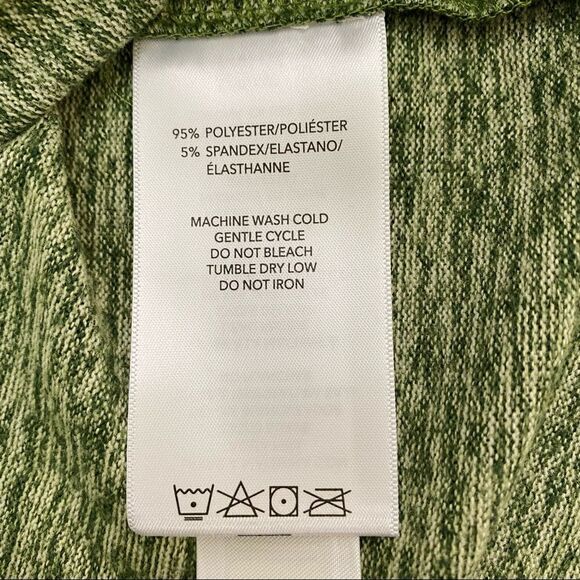 95% POLYESTER/POLIÉSTER
5% SPANDEX/ELASTANO/
ÉLASTHANNE
MACHINE WASH COLD
GENTLE CYCLE
DO NOT BLEACH
TUMBLE DRY LOW
DO NOT IRON